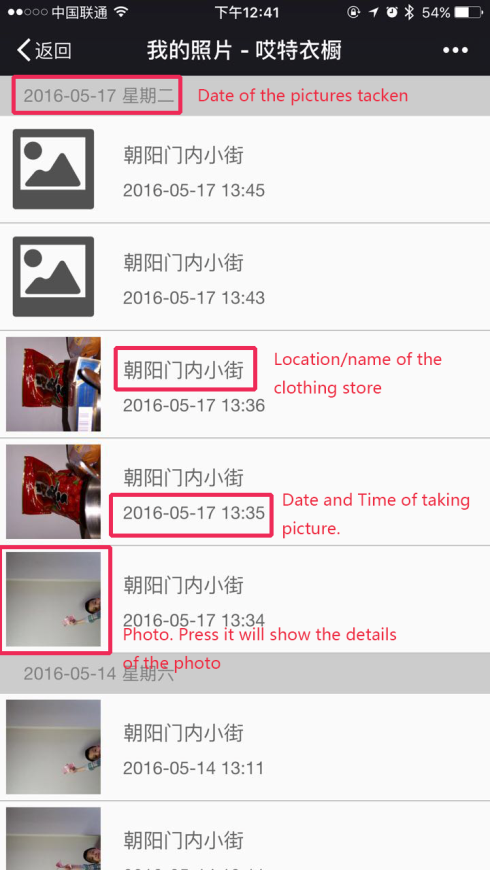 中国联通 下午12:41 54%
返回 我的照片 - 哎特衣橱
2016-05-17 星期二 Date of the pictures tacken
朝阳门内小街
2016-05-17 13:45
朝阳门内小街
2016-05-17 13:43
朝阳门内小街
2016-05-17 13:36
Location/name of the
clothing store
朝阳门内小街
2016-05-17 13:35
Date and Time of taking
picture.
朝阳门内小街
2016-05-17 13:34
Photo. Press it will show the details
of the photo
2016-05-14 星期六
朝阳门内小街
2016-05-14 13:11
朝阳门内小街